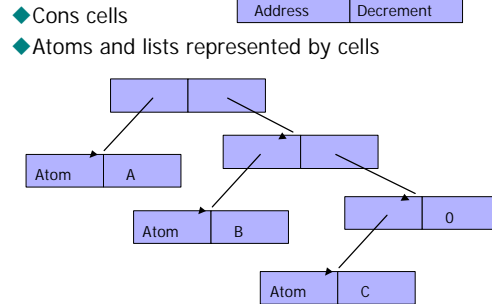 Cons cells
Address Decrement
Atoms and lists represented by cells
Atom A
Atom B
0
Atom C